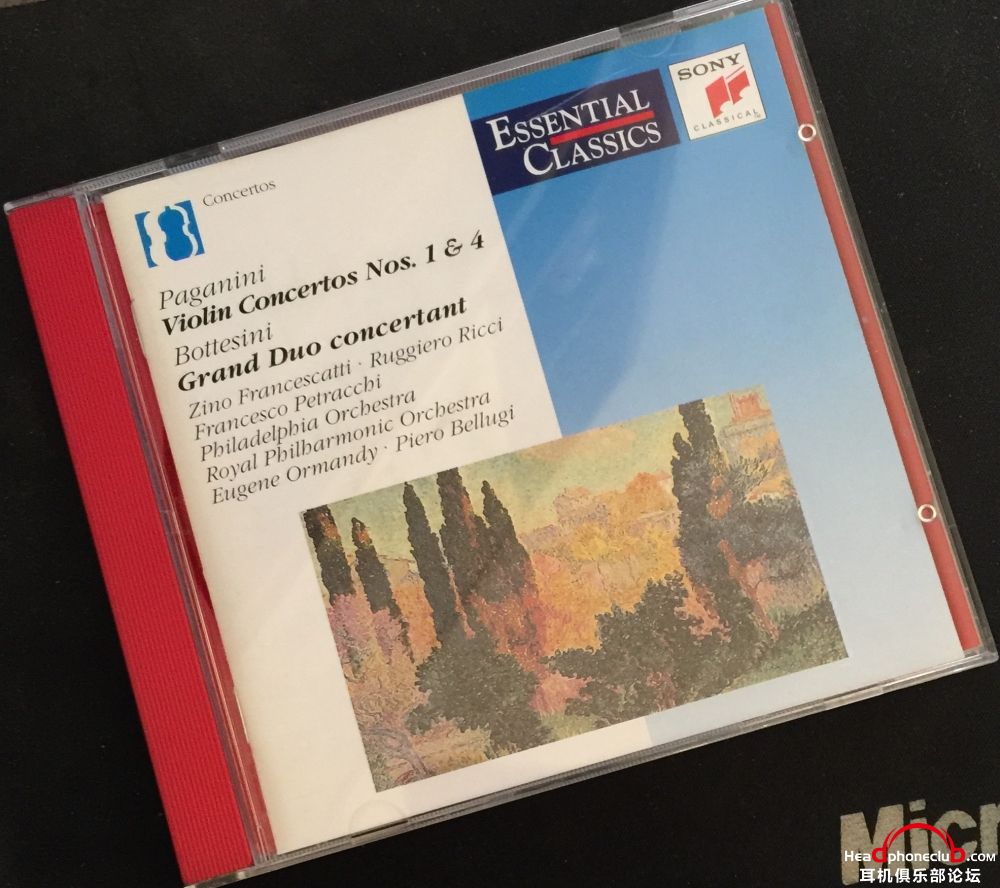 ESSENTIAL
CLASSICS
SONY
CLASSICAL
TM
Concertos
Paganini
Violin Concertos Nos. 1 & 4
Bottesini
Grand Duo concertant
Zino Francescatti · Ruggiero Ricci
Francesco Petracchi
Philadelphia Orchestra
Royal Philharmonic Orchestra
Eugene Ormandy · Piero Bellugi
Micr
Headphoneclub.com
耳机俱乐部论坛